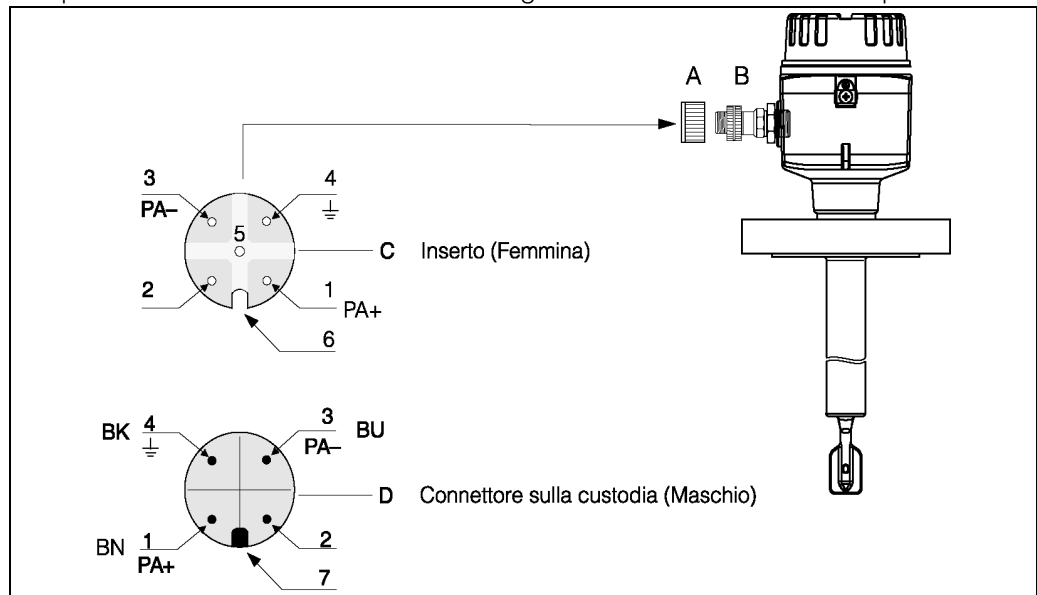 A B
3 4
PA– ⏚
5
C Inserto (Femmina)
2 1
PA+
6
BK 4 3 BU
⏚ PA–
D Connettore sulla custodia (Maschio)
BN 1 2
PA+
7